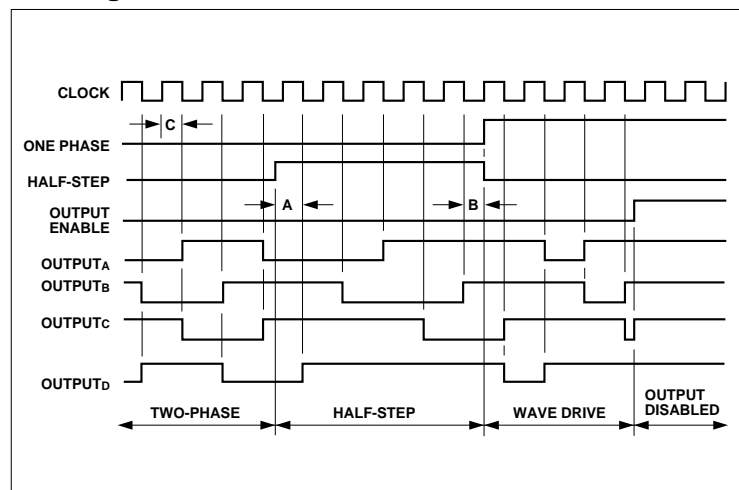 CLOCK
C
ONE PHASE
HALF-STEP
A
B
OUTPUT
ENABLE
OUTPUTA
OUTPUTB
OUTPUTC
OUTPUTD
TWO-PHASE
HALF-STEP
WAVE DRIVE
OUTPUT
DISABLED